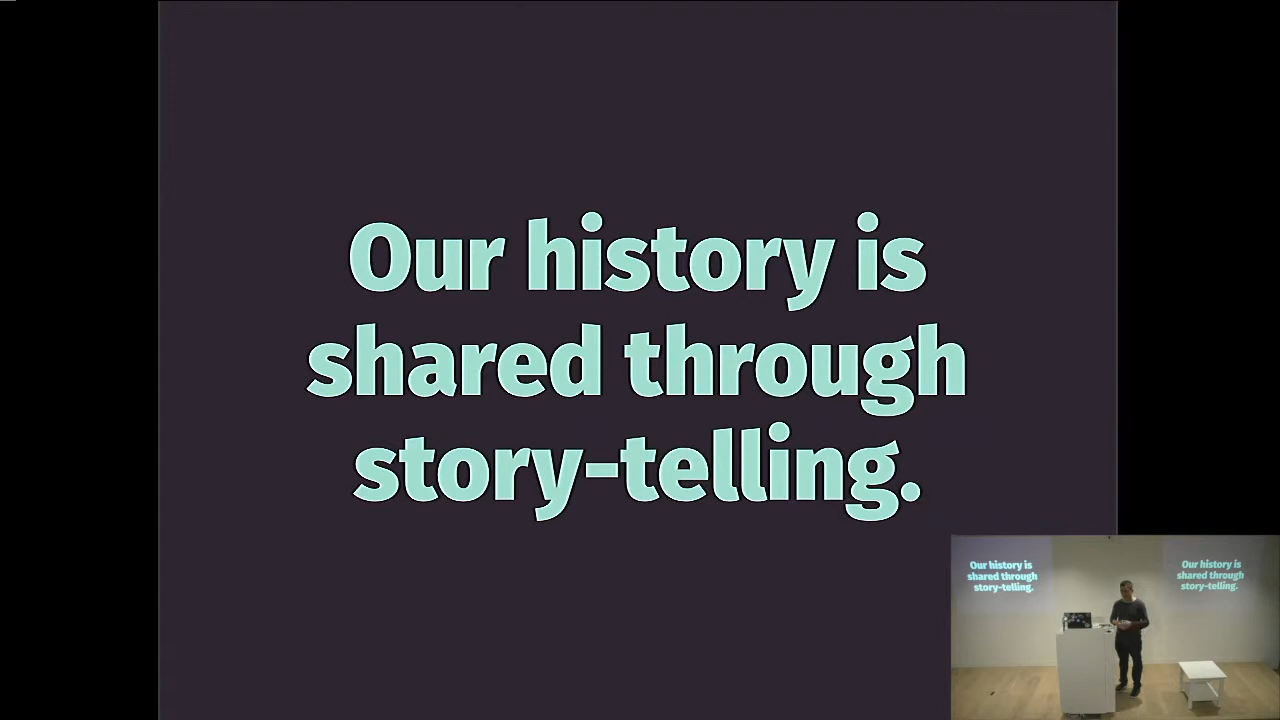 Our history is
shared through
story-telling.
Our history is
shared through
story-telling.
Our history is
shared through
story-telling.